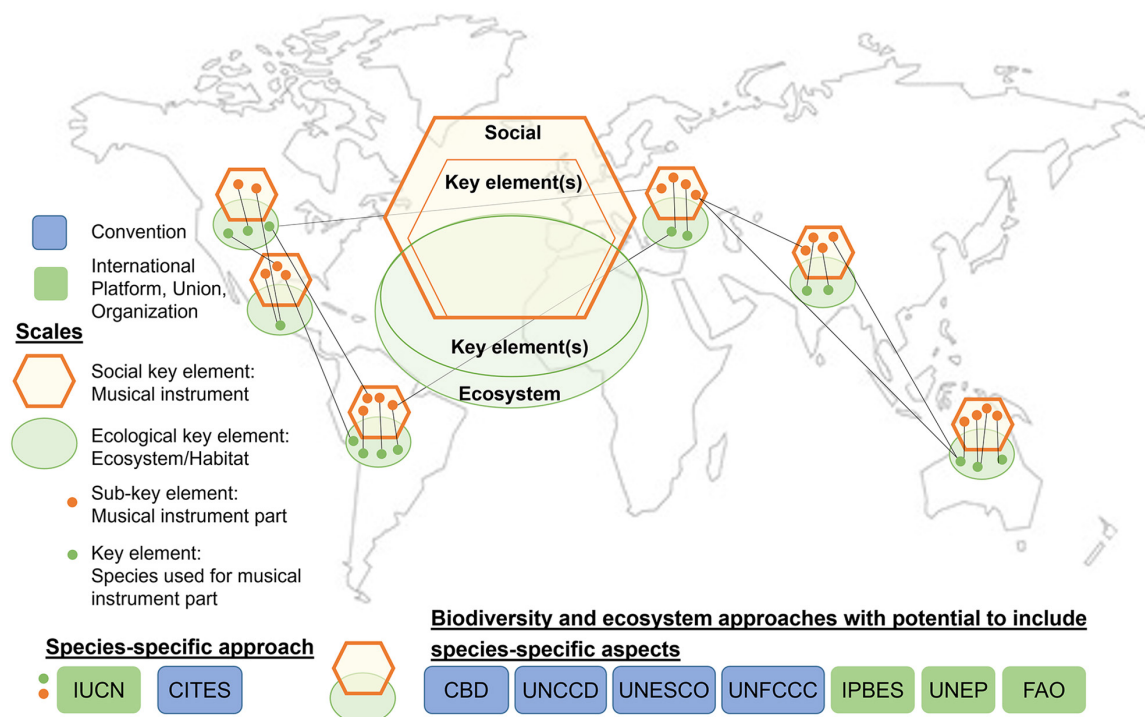 Social
Key element(s)
Key element(s)
Ecosystem
Convention
International
Platform, Union,
Organization
Scales
Social key element:
Musical instrument
Ecological key element:
Ecosystem/Habitat
Sub-key element:
Musical instrument part
Key element:
Species used for musical
instrument part
Species-specific approach
IUCN
CITES
Biodiversity and ecosystem approaches with potential to include
species-specific aspects
CBD
UNCCD
UNESCO
UNFCCC
IPBES
UNEP
FAO